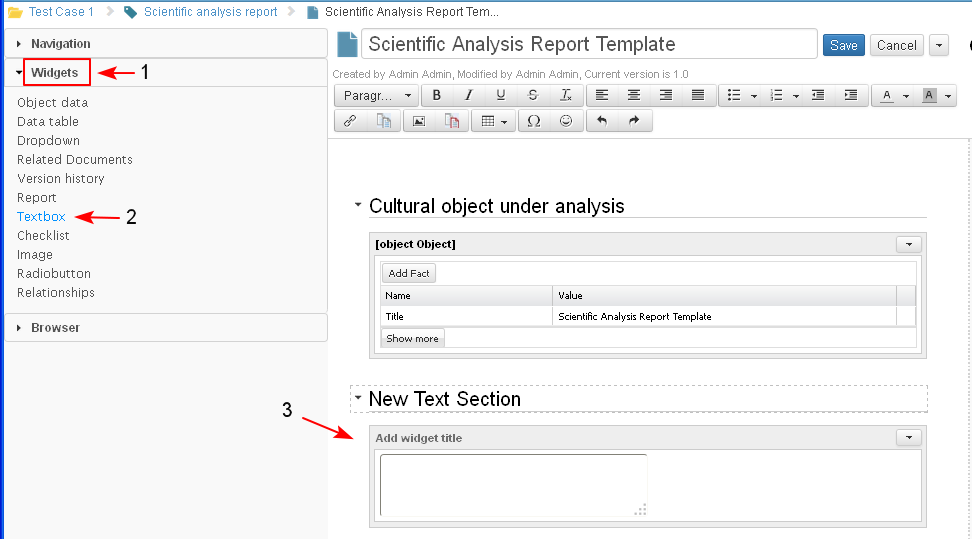 Test Case 1 Scientific analysis report Scientific Analysis Report Tem...
Navigation
Widgets
1
Object data
Data table
Dropdown
Related Documents
Version history
Report
Textbox
2
Checklist
Image
Radiobutton
Relationships
Browser
Scientific Analysis Report Template
Save
Cancel
Created by Admin Admin, Modified by Admin Admin, Current version is 1.0
Paragr...
B I U S Tx
A A
Ω
Cultural object under analysis
[object Object]
Add Fact
Name Value
Title Scientific Analysis Report Template
Show more
New Text Section
3
Add widget title